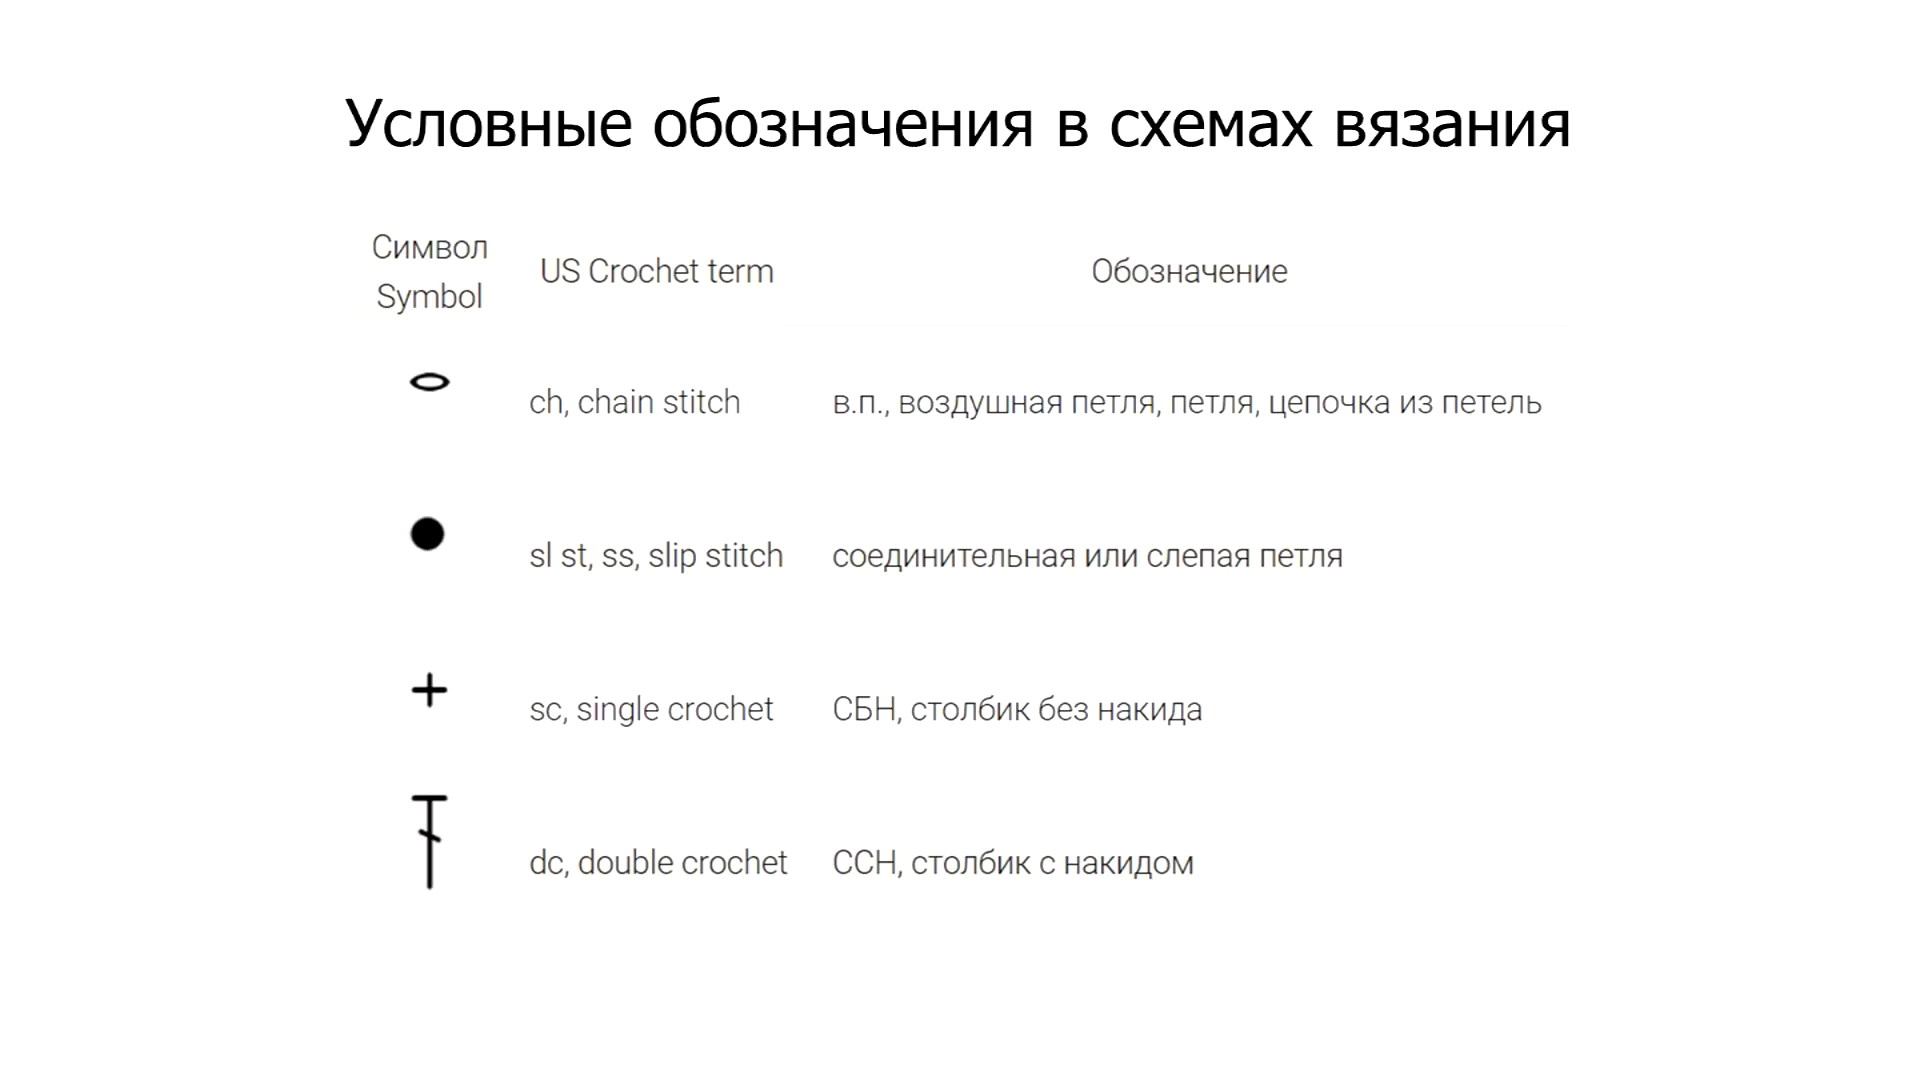 Условные обозначения в схемах вязания
Символ
Symbol
US Crochet term
Обозначение
ch, chain stitch
в.п., воздушная петля, петля, цепочка из петель
sl st, ss, slip stitch
соединительная или слепая петля
sc, single crochet
СБН, столбик без накида
dc, double crochet
ССН, столбик с накидом